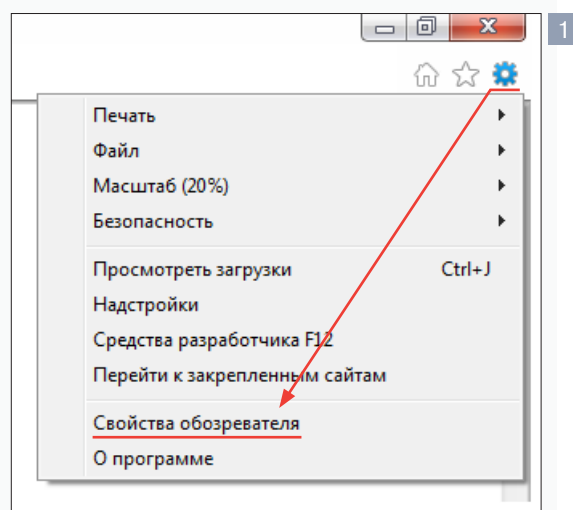 1
Печать
Файл
Масштаб (20%)
Безопасность
Просмотреть загрузки Ctrl+J
Надстройки
Средства разработчика F12
Перейти к закрепленным сайтам
Свойства обозревателя
О программе